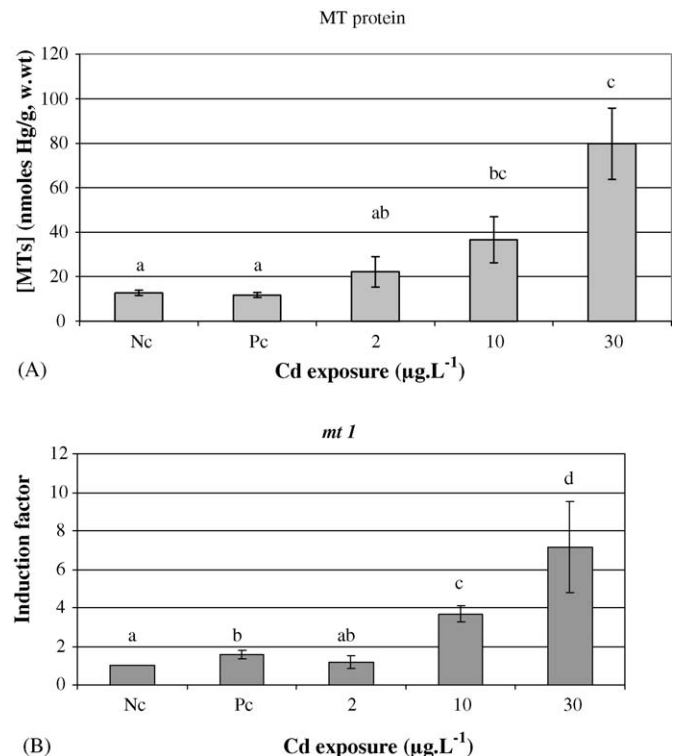 MT protein
120
c
100
80
60
bc
ab
40
a a
20
0
Nc Pc 2 10 30
[MTs] (nmoles Hg/g, w.wt)
(A) Cd exposure (µg.L⁻¹)
mt 1
12
d
10
8
6
c
4
a b ab
2
0
Nc Pc 2 10 30
Induction factor
(B) Cd exposure (µg.L⁻¹)